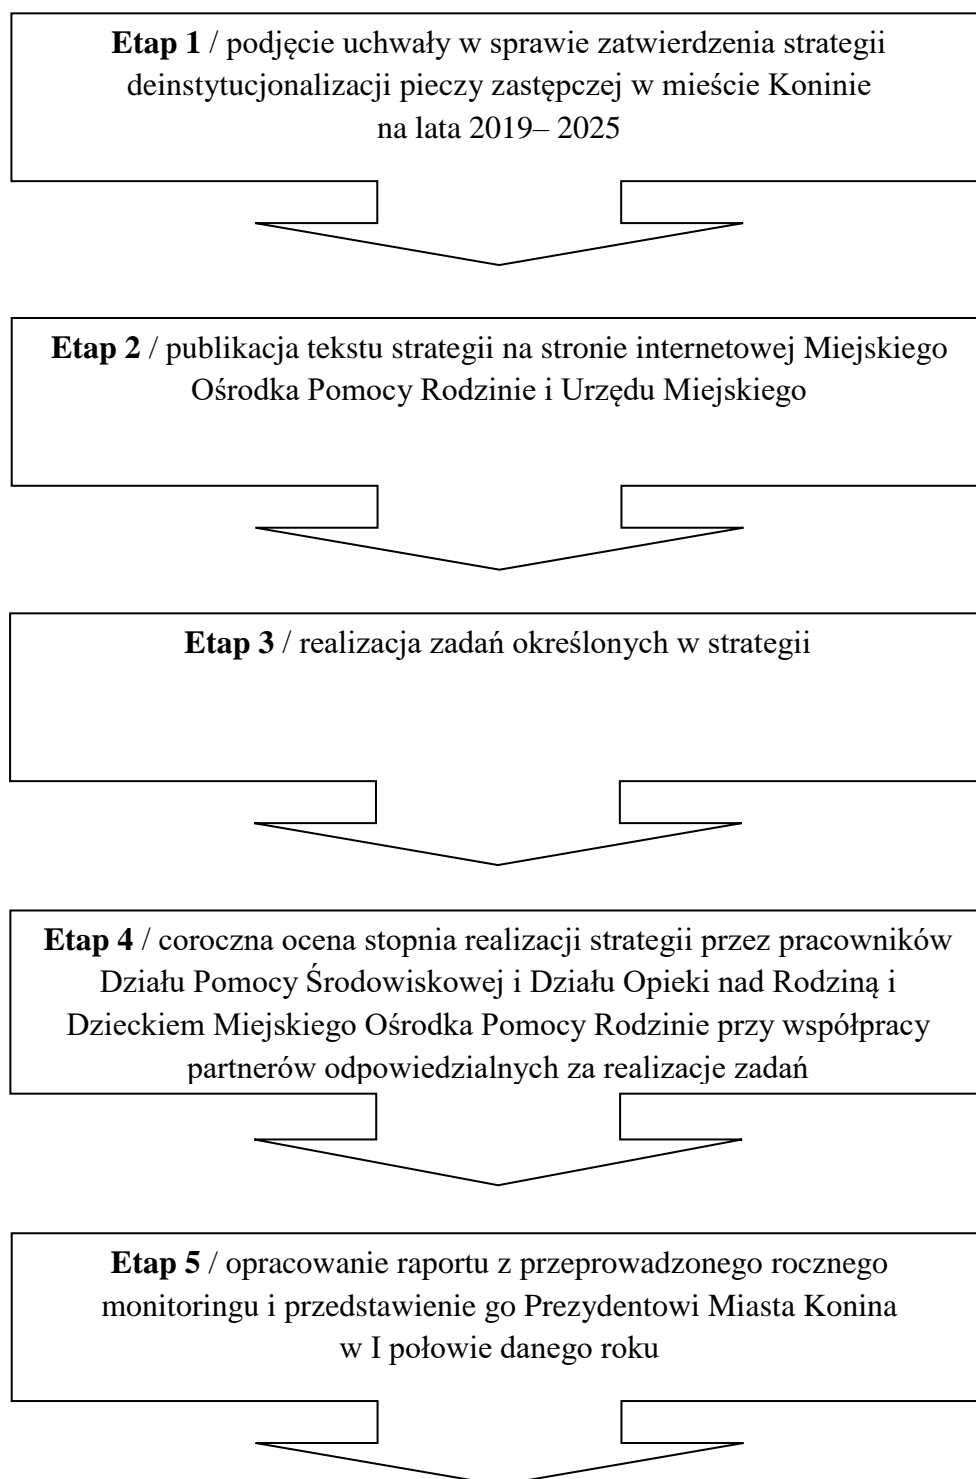 Etap 1 / podjęcie uchwały w sprawie zatwierdzenia strategii
deinstytucjonalizacji pieczy zastępczej w mieście Koninie
na lata 2019– 2025
Etap 2 / publikacja tekstu strategii na stronie internetowej Miejskiego
Ośrodka Pomocy Rodzinie i Urzędu Miejskiego
Etap 3 / realizacja zadań określonych w strategii
Etap 4 / coroczna ocena stopnia realizacji strategii przez pracowników
Działu Pomocy Środowiskowej i Działu Opieki nad Rodziną i
Dzieckiem Miejskiego Ośrodka Pomocy Rodzinie przy współpracy
partnerów odpowiedzialnych za realizacje zadań
Etap 5 / opracowanie raportu z przeprowadzonego rocznego
monitoringu i przedstawienie go Prezydentowi Miasta Konina
w I połowie danego roku